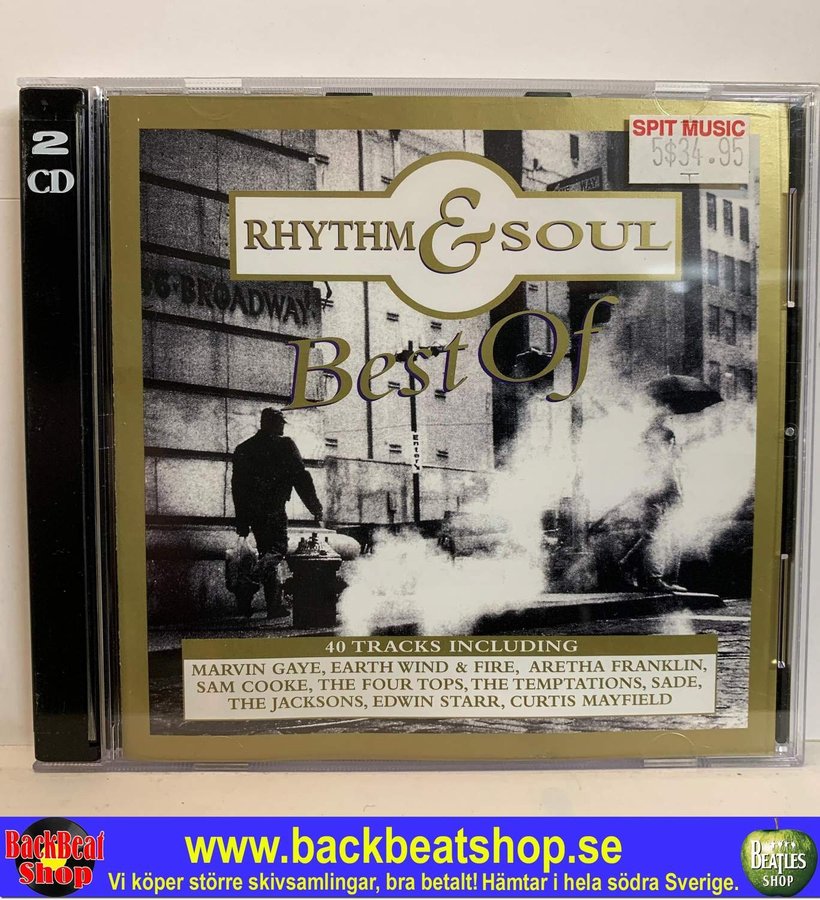 2
CD
SPIT MUSIC
5$34.95
RHYTHM & SOUL
Best Of
BROADWAY
Enter
40 TRACKS INCLUDING
MARVIN GAYE, EARTH WIND & FIRE, ARETHA FRANKLIN,
SAM COOKE, THE FOUR TOPS, THE TEMPTATIONS, SADE,
THE JACKSONS, EDWIN STARR, CURTIS MAYFIELD
BackBeat
Shop
www.backbeatshop.se
Vi köper större skivsamlingar, bra betalt! Hämtar i hela södra Sverige.
BEATLES
SHOP